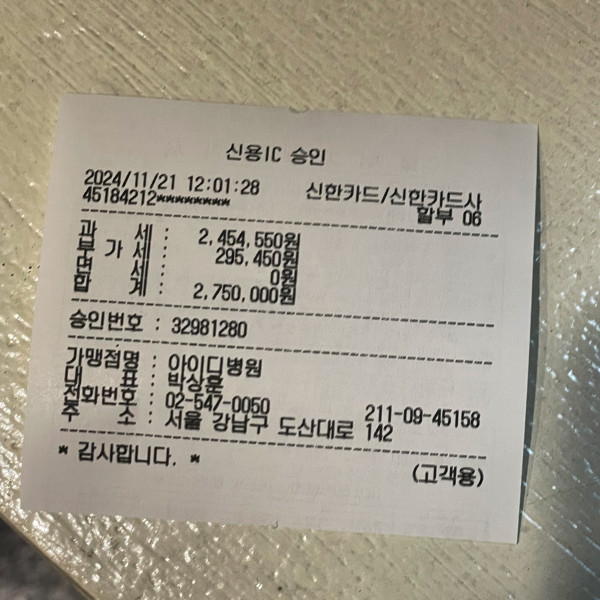 신용IC 승인
2024/11/21 12:01:28 신한카드/신한카드사
45184212******** 할부 06
과 세 : 2,454,550원
부 가 세 : 295,450원
면 세 : 0원
합 계 : 2,750,000원
승인번호 : 32981280
가맹점명 : 아이디병원
대 표 : 박상훈
전화번호 : 02-547-0050 211-09-45158
주 소 : 서울 강남구 도산대로 142
* 감사합니다. * (고객용)